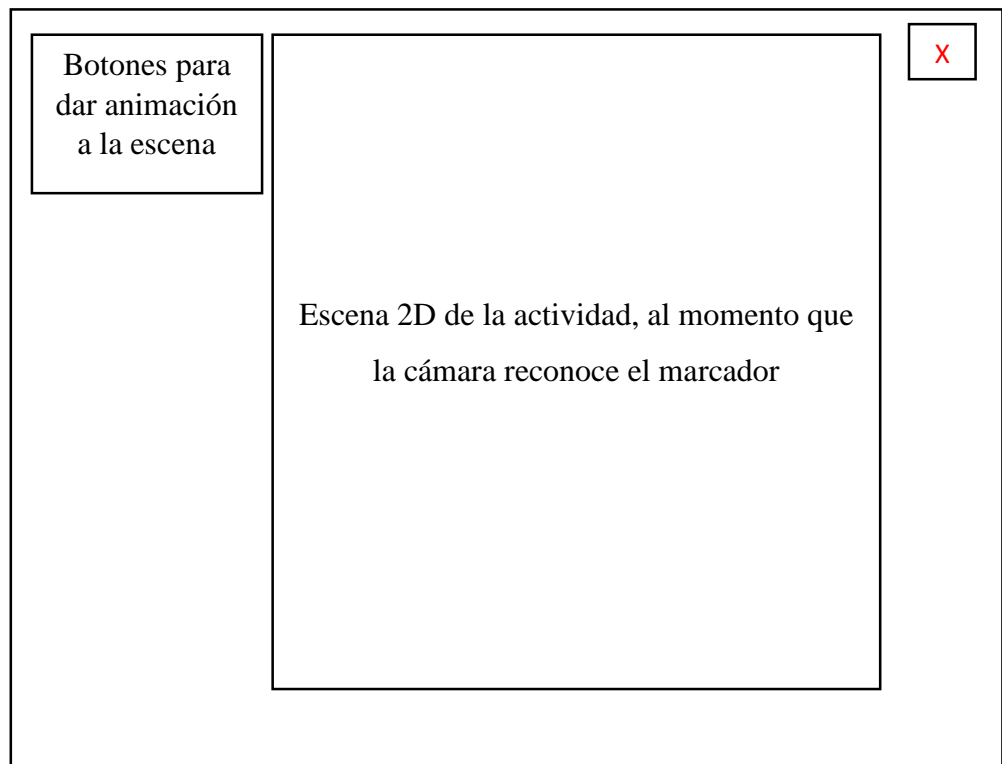 Botones para
dar animación
a la escena
X
Escena 2D de la actividad, al momento que
la cámara reconoce el marcador